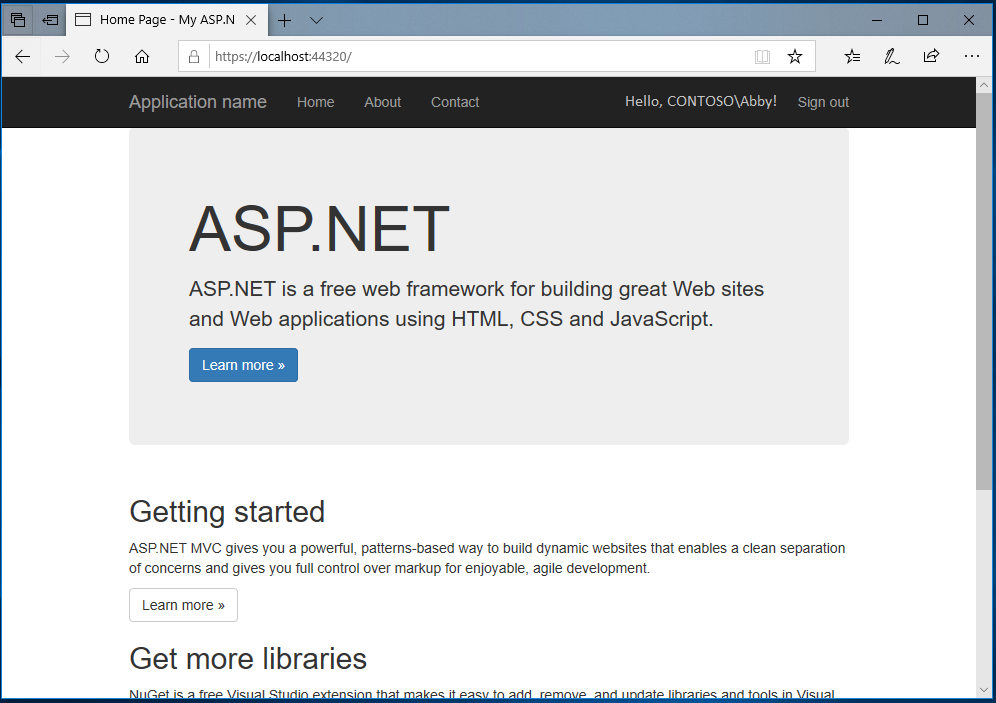 Home Page - My ASP.N
https://localhost:44320/
Application name Home About Contact Hello, CONTOSO\Abby! Sign out
ASP.NET
ASP.NET is a free web framework for building great Web sites
and Web applications using HTML, CSS and JavaScript.
Learn more »
Getting started
ASP.NET MVC gives you a powerful, patterns-based way to build dynamic websites that enables a clean separation
of concerns and gives you full control over markup for enjoyable, agile development.
Learn more »
Get more libraries
NuGet is a free Visual Studio extension that makes it easy to add, remove, and update libraries and tools in Visual